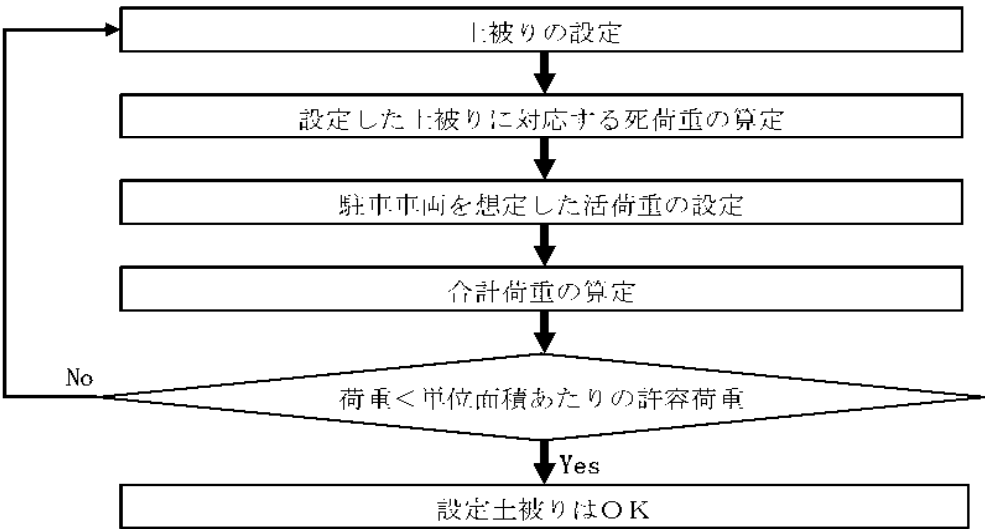 土被りの設定
設定した土被りに対応する死荷重の算定
駐車車両を想定した活荷重の設定
合計荷重の算定
No
荷重＜単位面積あたりの許容荷重
Yes
設定土被りはＯＫ